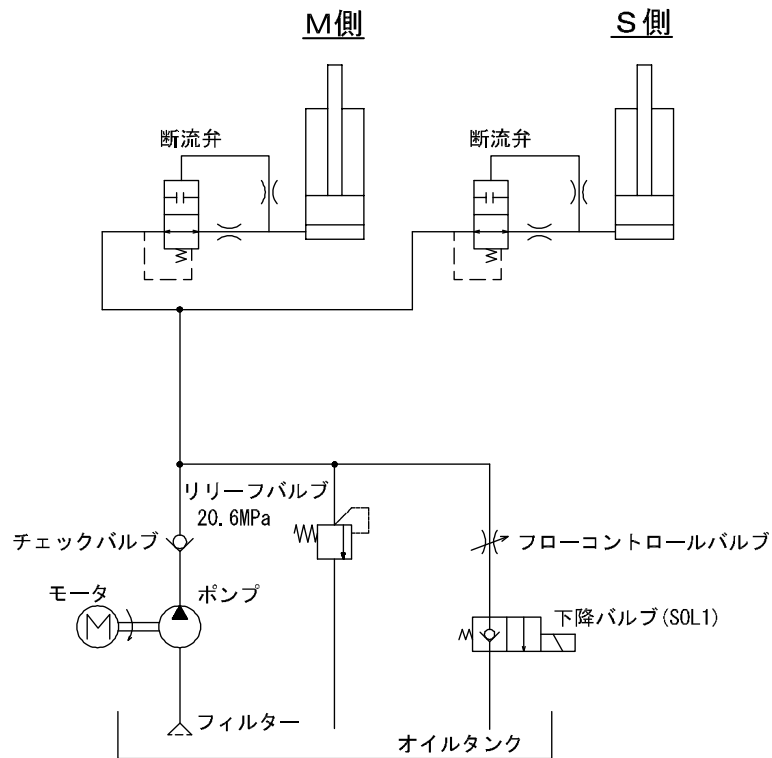 M側
S側
断流弁
断流弁
リリーフバルブ
20.6MPa
チェックバルブ
フローコントロールバルブ
モータ
ポンプ
下降バルブ(SOL1)
M
フィルター
オイルタンク